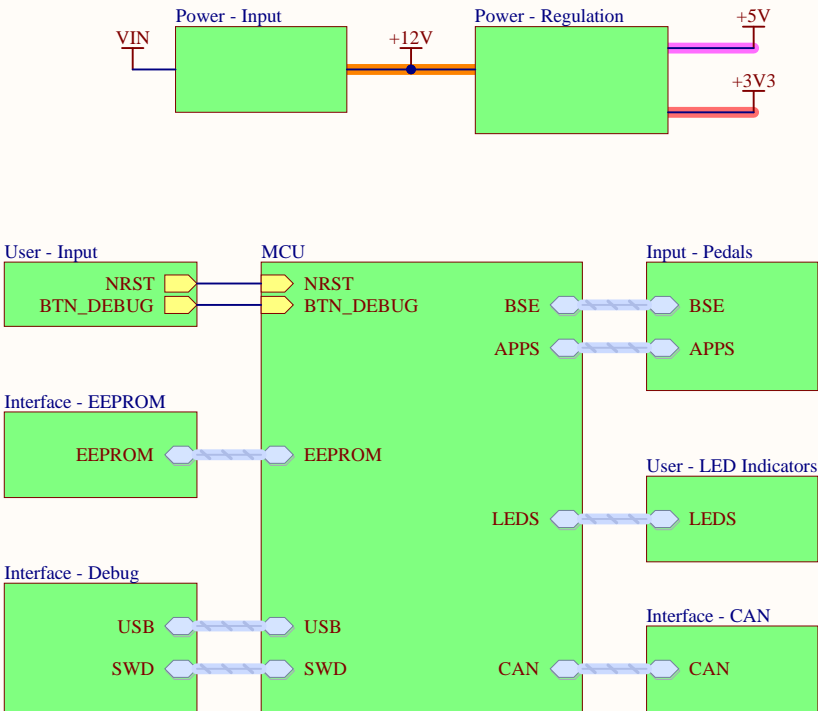 Power - Input
Power - Regulation
VIN
+12V
+5V
+3V3
User - Input
NRST
BTN_DEBUG
MCU
NRST
BTN_DEBUG
BSE
APPS
EEPROM
LEDS
USB
SWD
CAN
Input - Pedals
BSE
APPS
Interface - EEPROM
EEPROM
User - LED Indicators
LEDS
Interface - Debug
USB
SWD
Interface - CAN
CAN